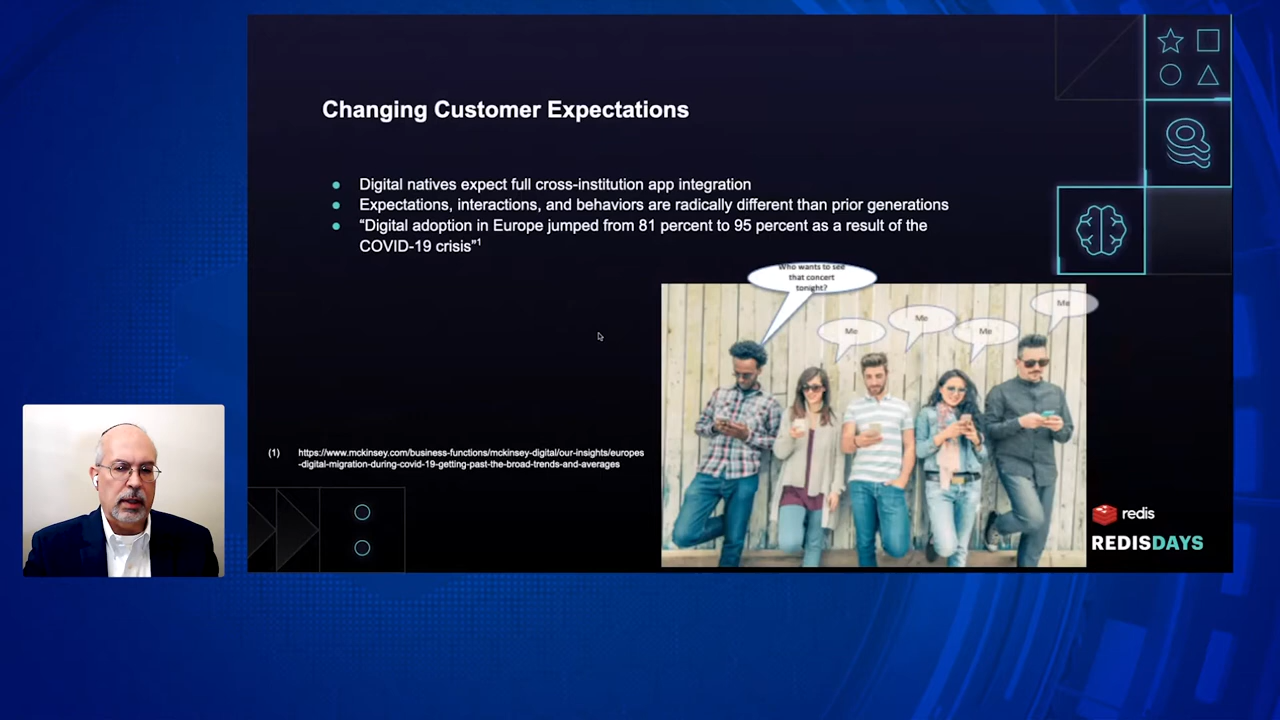 Changing Customer Expectations
Digital natives expect full cross-institution app integration
Expectations, interactions, and behaviors are radically different than prior generations
“Digital adoption in Europe jumped from 81 percent to 95 percent as a result of the
COVID-19 crisis”1
Who wants to see
that concert
tonight?
Me
Me
Me
Me
(1) https://www.mckinsey.com/business-functions/mckinsey-digital/our-insights/europes
-digital-migration-during-covid-19-getting-past-the-broad-trends-and-averages
redis
REDISDAYS